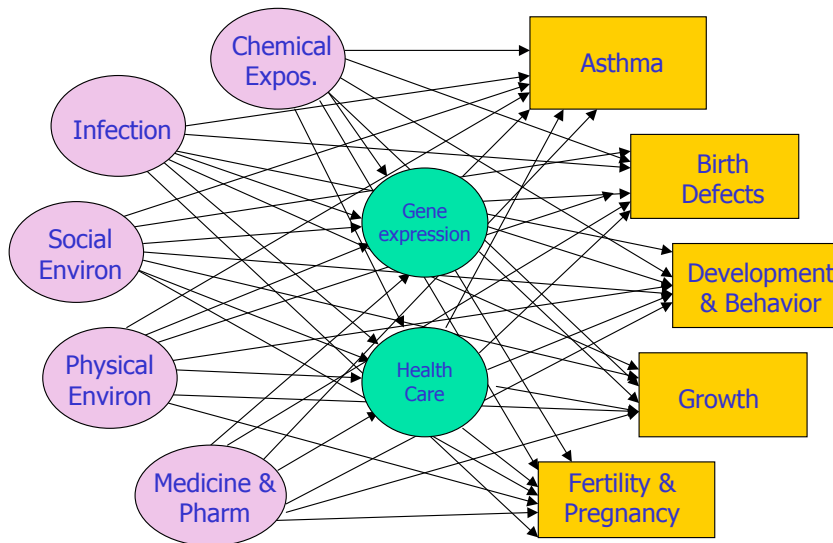 Chemical
Expos.
Asthma
Infection
Birth
Defects
Gene
expression
Social
Environ
Development
& Behavior
Physical
Environ
Health
Care
Growth
Medicine &
Pharm
Fertility &
Pregnancy